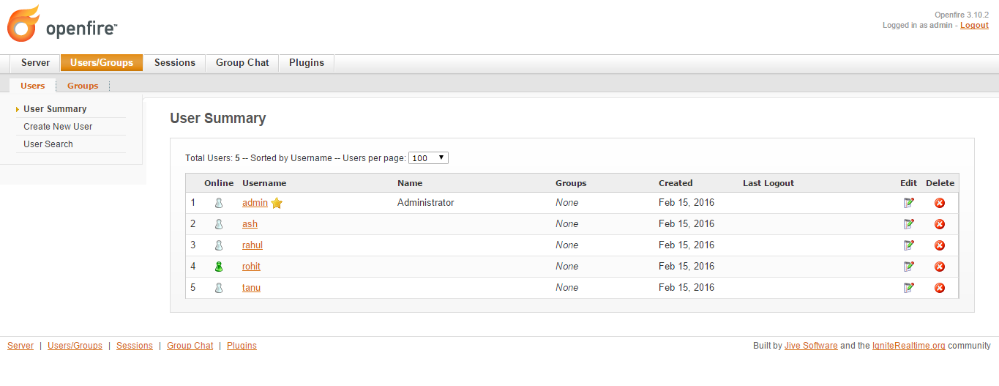 openfire™
Openfire 3.10.2
Logged in as admin - Logout
Server Users/Groups Sessions Group Chat Plugins
Users Groups
User Summary
Create New User
User Search
User Summary
Total Users: 5 -- Sorted by Username -- Users per page: 100
Online Username Name Groups Created Last Logout Edit Delete
1 admin Administrator None Feb 15, 2016
2 ash None Feb 15, 2016
3 rahul None Feb 15, 2016
4 rohit None Feb 15, 2016
5 tanu None Feb 15, 2016
Server | Users/Groups | Sessions | Group Chat | Plugins
Built by Jive Software and the IgniteRealtime.org community